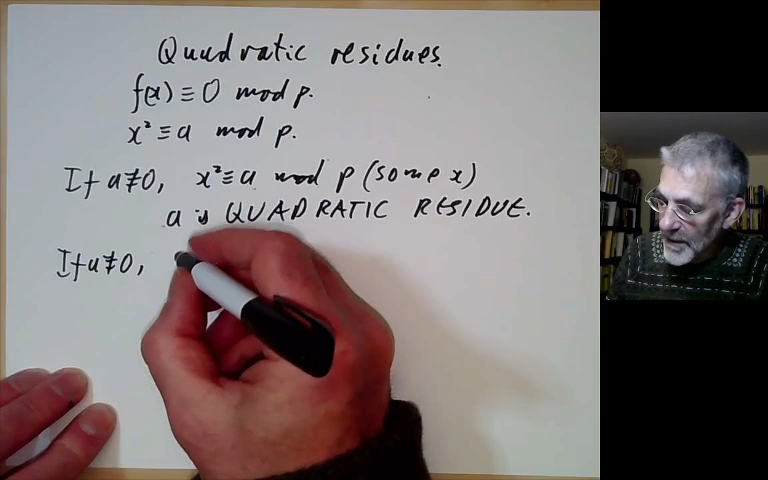 Quadratic residues.
f(x) ≡ 0 mod p.
x² ≡ a mod p.
If a ≢ 0, x² ≡ a mod p (some x)
a is QUADRATIC RESIDUE.
If a ≢ 0,